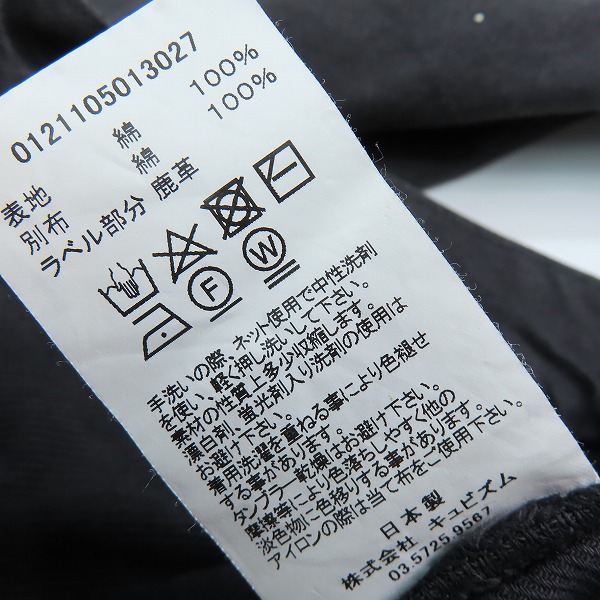 0121105013027
表地 綿 100%
別布 綿 100%
ラベル部分 鹿革
F W
手洗いの際、ネット使用で中性洗剤
を使い、軽く押し洗いして下さい。
素材の性質上多少収縮します。
漂白剤、蛍光剤入り洗剤の使用は
お避け下さい。
着用洗濯を重ねる事により色褪せ
する事があります。
タンブラー乾燥はお避け下さい。
摩擦等により色落ちしやすく他の
淡色物に色移りする事があります。
アイロンの際は当て布をご使用下さい。
日本製
株式会社 キュビズム
03.5725.9567